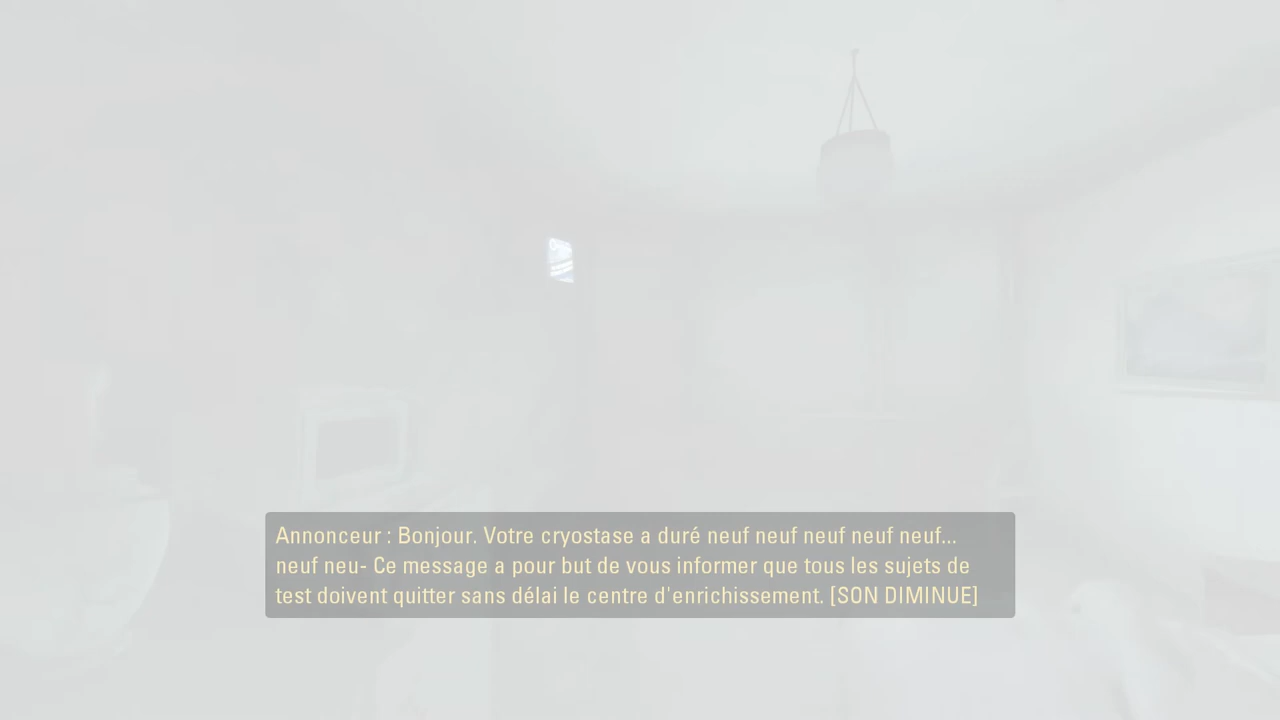 Annonceur : Bonjour. Votre cryostase a duré neuf neuf neuf neuf neuf...
neuf neu- Ce message a pour but de vous informer que tous les sujets de
test doivent quitter sans délai le centre d'enrichissement. [SON DIMINUE]